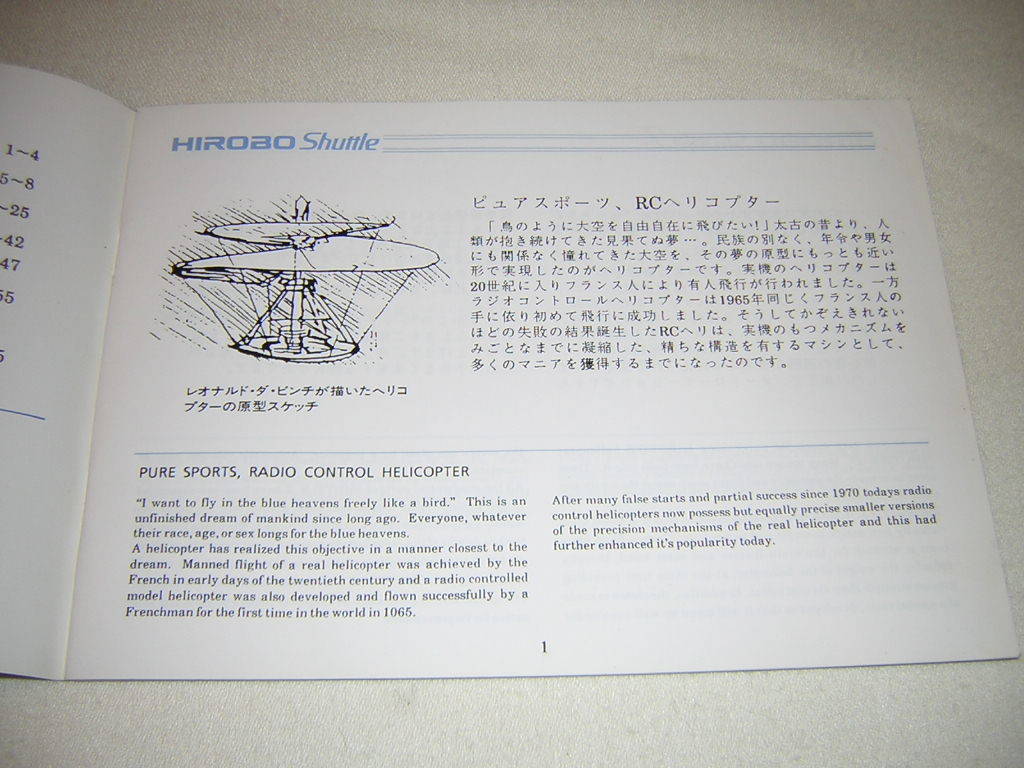 1~4
5~8
~25
~42
47
55
5
HIROBO Shuttle
レオナルド・ダ・ビンチが描いたヘリコ
プターの原型スケッチ
ピュアスポーツ、RCヘリコプター
「鳥のように大空を自由自在に飛びたい!」太古の昔より、人
類が抱き続けてきた見果てぬ夢…。民族の別なく、年令や男女
にも関係なく憧れてきた大空を、その夢の原型にもっとも近い
形で実現したのがヘリコプターです。実機のヘリコプターは
20世紀に入りフランス人により有人飛行が行われました。一方
ラジオコントロールヘリコプターは1965年同じくフランス人の
手に依り初めて飛行に成功しました。そうしてかぞえきれない
ほどの失敗の結果誕生したRCヘリは、実機のもつメカニズムを
みごとなまでに凝縮した、精ちな構造を有するマシンとして、
多くのマニアを獲得するまでになったのです。
PURE SPORTS, RADIO CONTROL HELICOPTER
"I want to fly in the blue heavens freely like a bird." This is an
unfinished dream of mankind since long ago. Everyone, whatever
their race, age, or sex longs for the blue heavens.
A helicopter has realized this objective in a manner closest to the
dream. Manned flight of a real helicopter was achieved by the
French in early days of the twentieth century and a radio controlled
model helicopter was also developed and flown successfully by a
Frenchman for the first time in the world in 1065.
After many false starts and partial success since 1970 todays radio
control helicopters now possess but equally precise smaller versions
of the precision mechanisms of the real helicopter and this had
further enhanced it's popularity today.
1